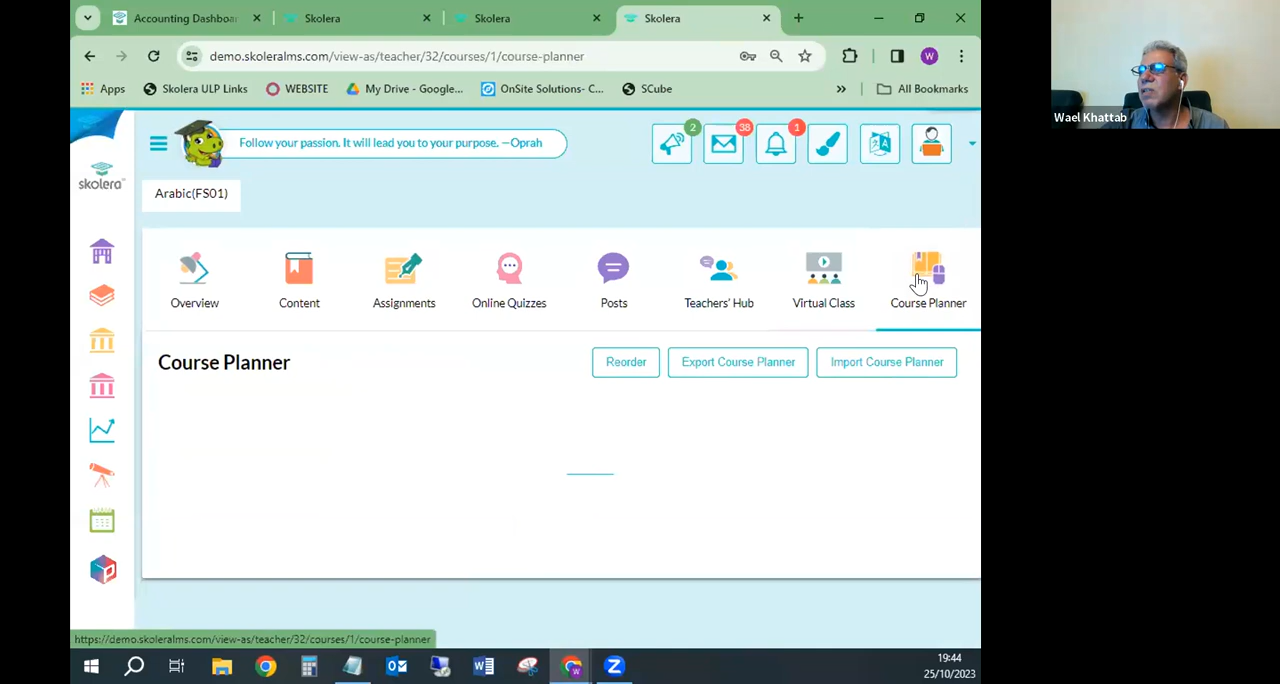 Accounting Dashboar
Skolera
Skolera
Skolera
demo.skoleralms.com/view-as/teacher/32/courses/1/course-planner
W
Apps
Skolera ULP Links
WEBSITE
My Drive - Google...
OnSite Solutions- C...
SCube
»
All Bookmarks
Follow your passion. It will lead you to your purpose. —Oprah
2
38
1
skolera
Arabic(FS01)
Overview
Content
Assignments
Online Quizzes
Posts
Teachers' Hub
Virtual Class
Course Planner
Course Planner
Reorder
Export Course Planner
Import Course Planner
https://demo.skoleralms.com/view-as/teacher/32/courses/1/course-planner
19:44
25/10/2023
Wael Khattab